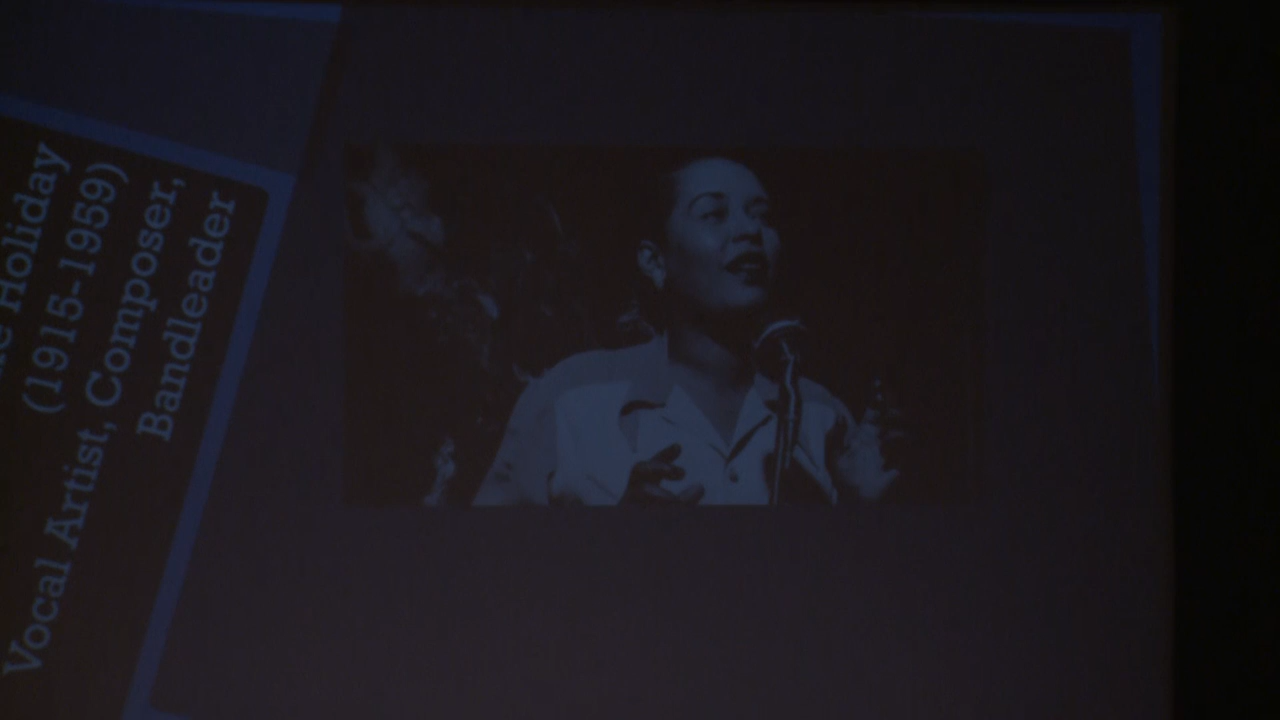 Holiday
(1915-1959)
Vocal Artist, Composer,
Bandleader